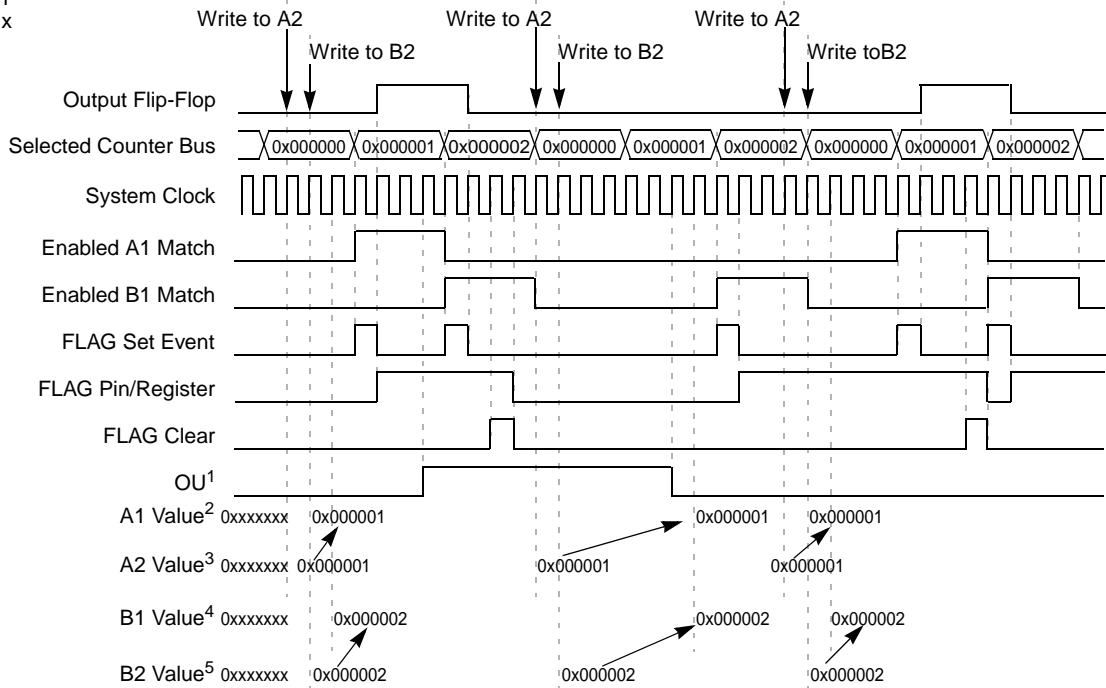 x
Write to A2 Write to A2 Write to A2
Write to B2 Write to B2 Write toB2
Output Flip-Flop
Selected Counter Bus 0x000000 0x000001 0x000002 0x000000 0x000001 0x000002 0x000000 0x000001 0x000002
System Clock
Enabled A1 Match
Enabled B1 Match
FLAG Set Event
FLAG Pin/Register
FLAG Clear
OU1
A1 Value2 0xxxxxxx 0x000001 0x000001 0x000001
A2 Value3 0xxxxxxx 0x000001 0x000001 0x000001
B1 Value4 0xxxxxxx 0x000002 0x000002 0x000002
B2 Value5 0xxxxxxx 0x000002 0x000002 0x000002